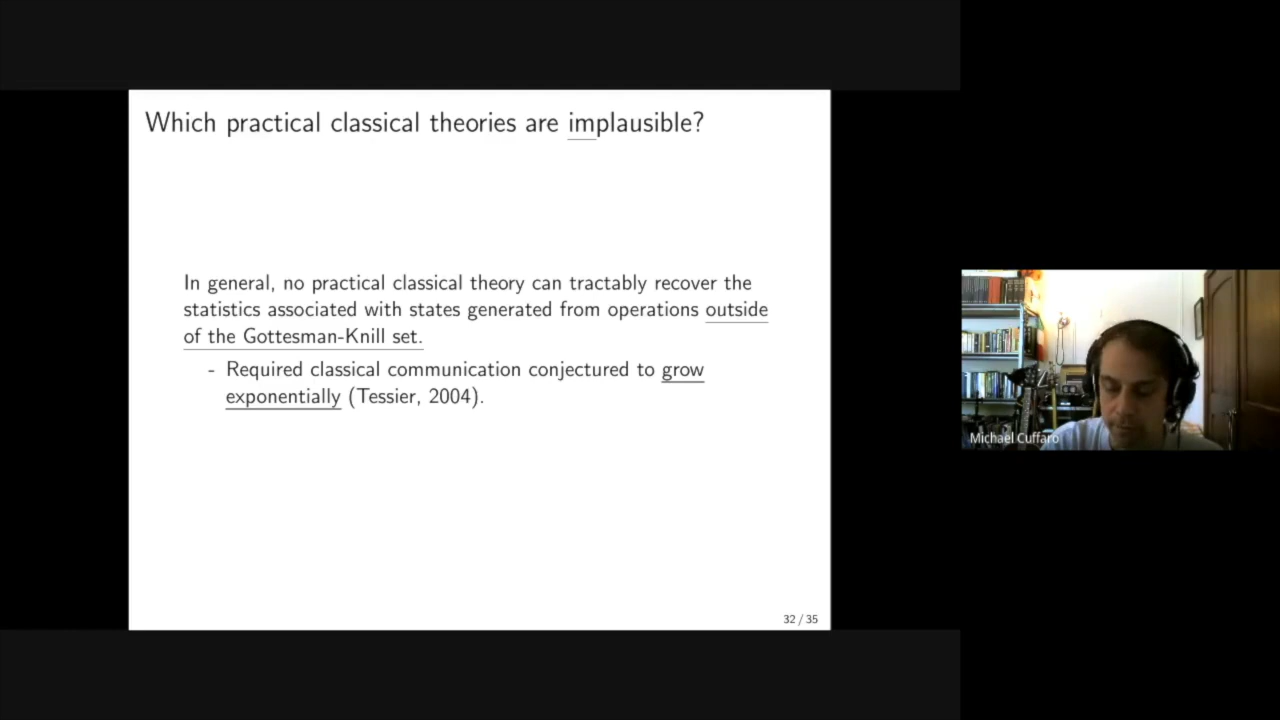 Which practical classical theories are implausible?
In general, no practical classical theory can tractably recover the
statistics associated with states generated from operations outside
of the Gottesman-Knill set.
- Required classical communication conjectured to grow
exponentially (Tessier, 2004).
32 / 35
Michael Cuffaro